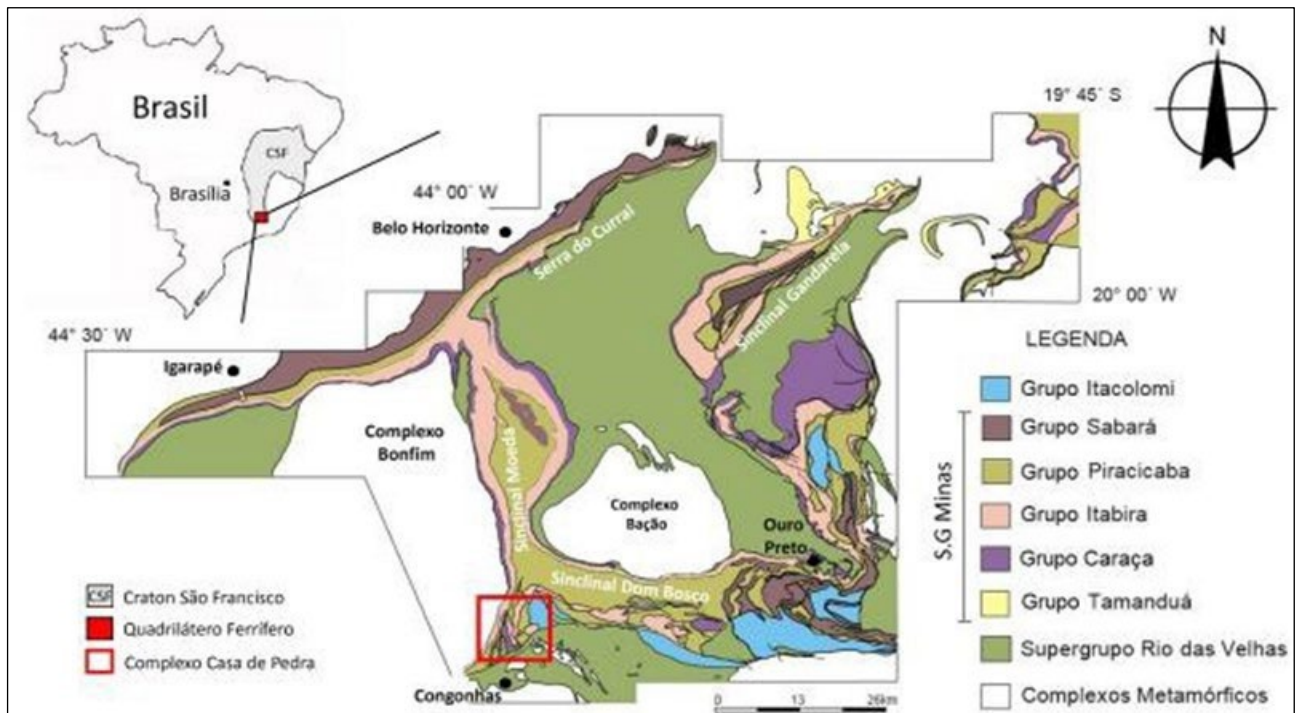 Brasil
CSF
Brasília
N
19° 45´ S
44° 00´ W
Belo Horizonte
Serra do Curral
Sinclinal Gandarela
20° 00´ W
44° 30´ W
Igarapé
Complexo
Bonfim
Sinclinal Moeda
Complexo
Bação
Ouro
Preto
Sinclinal Dom Bosco
Congonhas
0 13 26km
CSF Craton São Francisco
Quadrilátero Ferrífero
Complexo Casa de Pedra
LEGENDA
Grupo Itacolomi
S.G Minas
Grupo Sabará
Grupo Piracicaba
Grupo Itabira
Grupo Caraça
Grupo Tamanduá
Supergrupo Rio das Velhas
Complexos Metamórficos